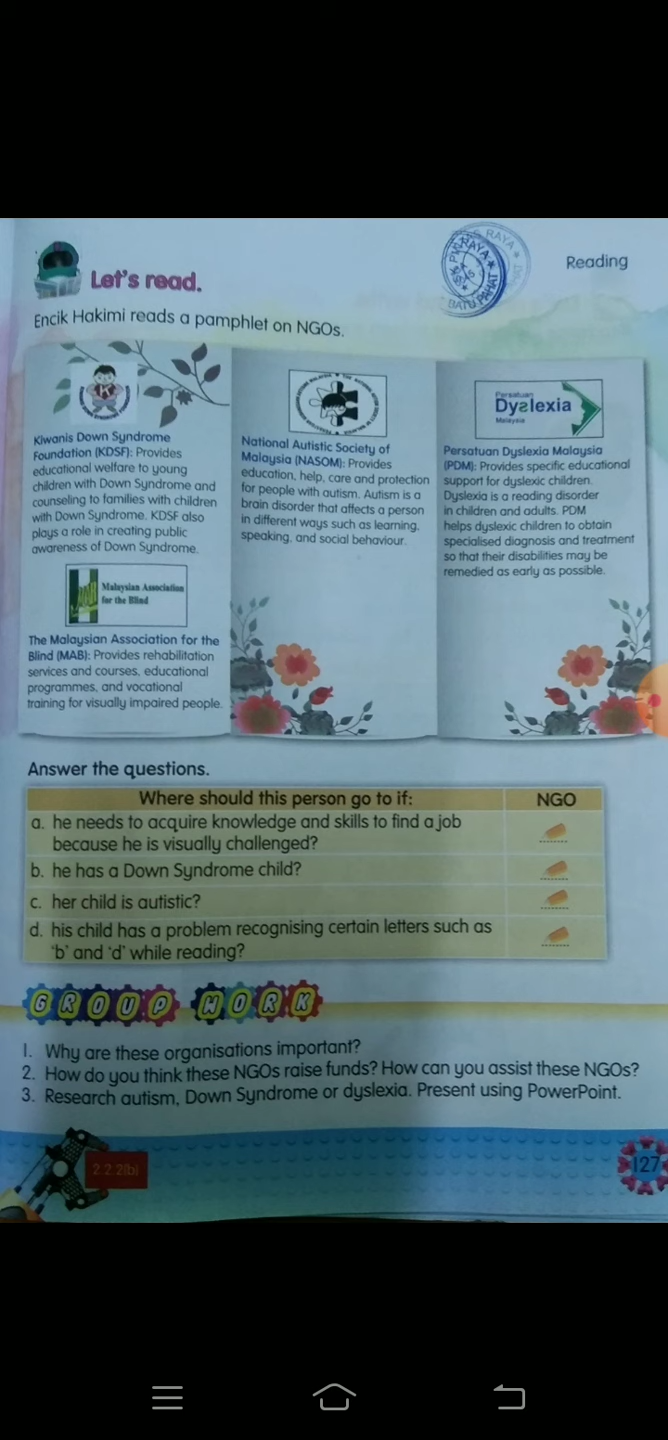 Let's read.
Reading
Encik Hakimi reads a pamphlet on NGOs.
RAYA
BATU PAHAT
K
Kiwanis Down Syndrome
Foundation (KDSF): Provides
educational welfare to young
children with Down Syndrome and
counseling to families with children
with Down Syndrome. KDSF also
plays a role in creating public
awareness of Down Syndrome.
Malaysian Association
for the Blind
The Malaysian Association for the
Blind (MAB): Provides rehabilitation
services and courses, educational
programmes, and vocational
training for visually impaired people.
National Autistic Society of
Malaysia (NASOM): Provides
education, help, care and protection
for people with autism. Autism is a
brain disorder that affects a person
in different ways such as learning,
speaking, and social behaviour.
Persatuan
Dyslexia
Malaysia
Persatuan Dyslexia Malaysia
(PDM): Provides specific educational
support for dyslexic children.
Dyslexia is a reading disorder
in children and adults. PDM
helps dyslexic children to obtain
specialised diagnosis and treatment
so that their disabilities may be
remedied as early as possible.
Answer the questions.
Where should this person go to if: NGO
a. he needs to acquire knowledge and skills to find a job
because he is visually challenged?
b. he has a Down Syndrome child?
c. her child is autistic?
d. his child has a problem recognising certain letters such as
'b' and 'd' while reading?
GROUP WORK
1. Why are these organisations important?
2. How do you think these NGOs raise funds? How can you assist these NGOs?
3. Research autism, Down Syndrome or dyslexia. Present using PowerPoint.
2.2.2(b)
127